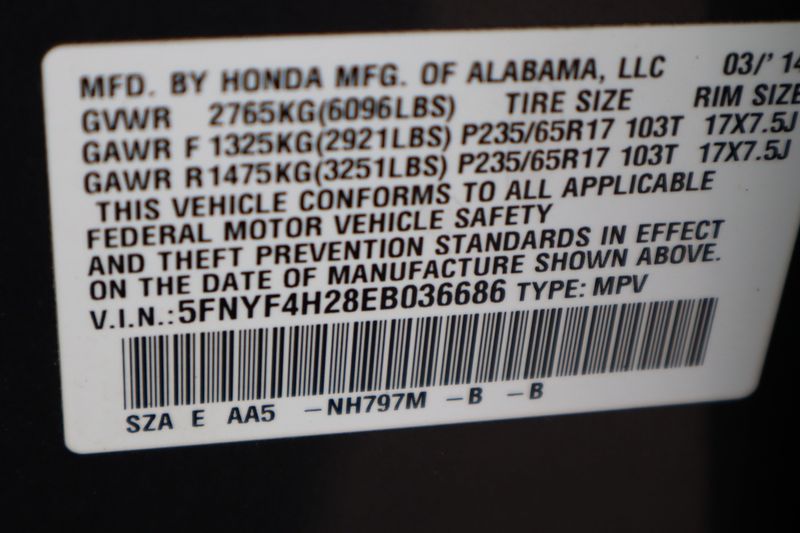 MFD. BY HONDA MFG. OF ALABAMA, LLC 03/'14
GVWR 2765KG(6096LBS) TIRE SIZE RIM SIZE
GAWR F 1325KG(2921LBS) P235/65R17 103T 17X7.5J
GAWR R 1475KG(3251LBS) P235/65R17 103T 17X7.5J
THIS VEHICLE CONFORMS TO ALL APPLICABLE
FEDERAL MOTOR VEHICLE SAFETY
AND THEFT PREVENTION STANDARDS IN EFFECT
ON THE DATE OF MANUFACTURE SHOWN ABOVE.
V.I.N.: 5FNYF4H28EB036686 TYPE: MPV
SZA E AA5 -NH797M -B -B